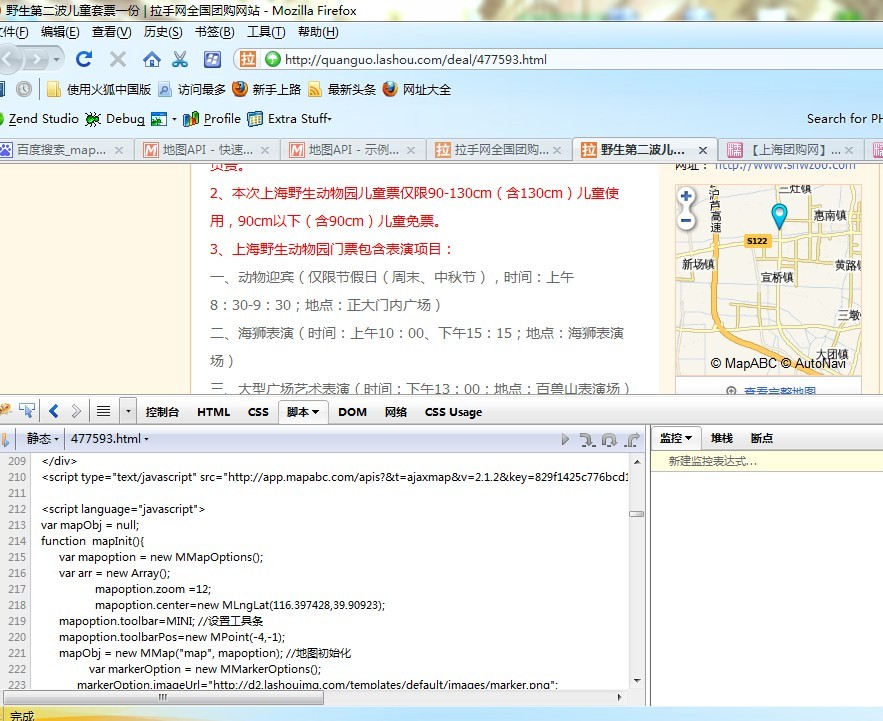 野生第二波儿童套票一份 | 拉手网全国团购网站 - Mozilla Firefox
件(F) 编辑(E) 查看(V) 历史(S) 书签(B) 工具(T) 帮助(H)
拉 http://quanguo.lashou.com/deal/477593.html
使用火狐中国版 访问最多 新手上路 最新头条 网址大全
Zend Studio Debug Profile Extra Stuff Search for PH
百度搜索_map... 地图API - 快速... 地图API - 示例... 拉手网全国团购... 野生第二波儿... 【上海团购网】...
网址: http://www.shwzoo.com
2、本次上海野生动物园儿童票仅限90-130cm（含130cm）儿童使
用，90cm以下（含90cm）儿童免票。
3、上海野生动物园门票包含表演项目：
一、动物迎宾（仅限节假日（周末、中秋节），时间：上午
8：30-9：30；地点：正大门内广场）
二、海狮表演（时间：上午10：00、下午15：15；地点：海狮表演
场）
三、大型广场艺术表演（时间：下午13：00；地点：百兽山表演场）
三灶镇
沪芦高速
惠南镇
S122
新场镇
黄路
宣桥镇
三墩
大团镇
© MapABC © AutoNavi
查看完整地图
控制台 HTML CSS 脚本 DOM 网络 CSS Usage
静态 477593.html
监控 堆栈 断点
新建监控表达式...
209 </div>
210 <script type="text/javascript" src="http://app.mapabc.com/apis?&t=ajaxmap&v=2.1.2&key=829f1425c776bcd1
211
212 <script language="javascript">
213 var mapObj = null;
214 function mapInit(){
215 var mapoption = new MMapOptions();
216 var arr = new Array();
217 mapoption.zoom =12;
218 mapoption.center=new MLngLat(116.397428,39.90923);
219 mapoption.toolbar=MINI; //设置工具条
220 mapoption.toolbarPos=new MPoint(-4,-1);
221 mapObj = new MMap("map", mapoption); //地图初始化
222 var markerOption = new MMarkerOptions();
223 markerOption.imageUrl="http://d2.lashouimg.com/templates/default/images/marker.png";
完成